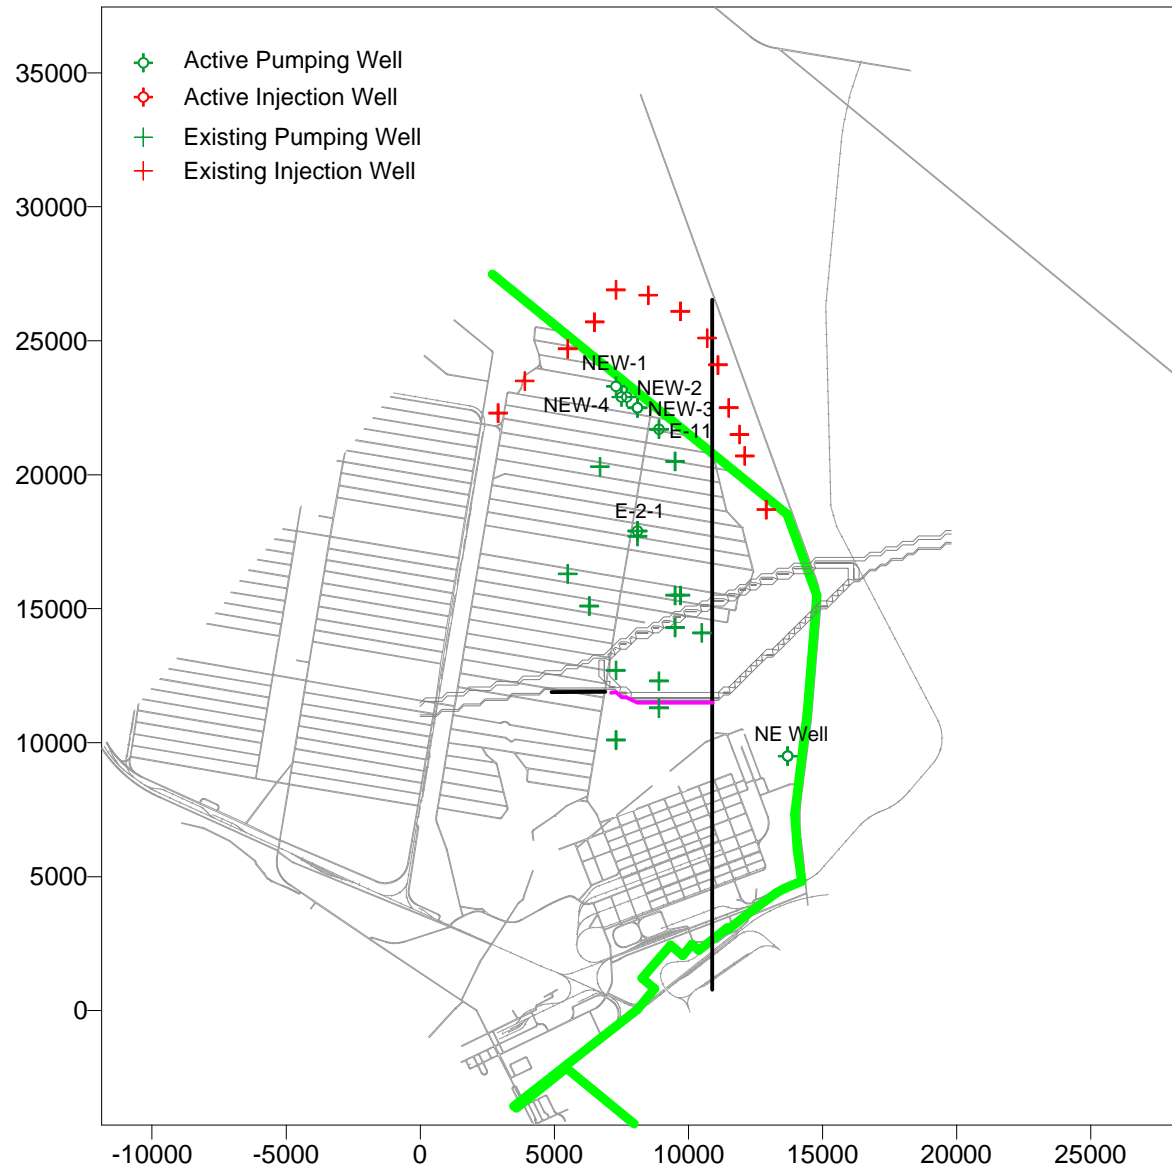 Active Pumping Well
Active Injection Well
Existing Pumping Well
Existing Injection Well
35000
30000
25000
20000
15000
10000
5000
0
NEW-1
NEW-2
NEW-4
NEW-3
E-11
E-2-1
NE Well
-10000
-5000
0
5000
10000
15000
20000
25000